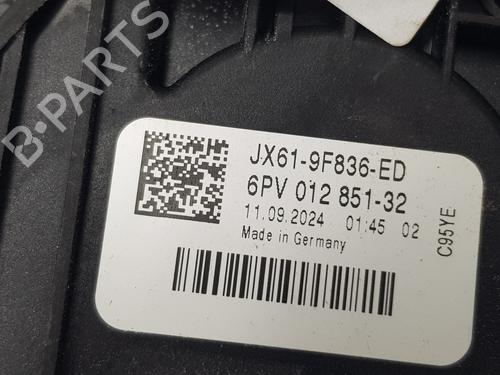 B-PARTS
JX61-9F836-ED
6PV 012 851-32
11.09.2024 01:45 02
Made in Germany
C95YE